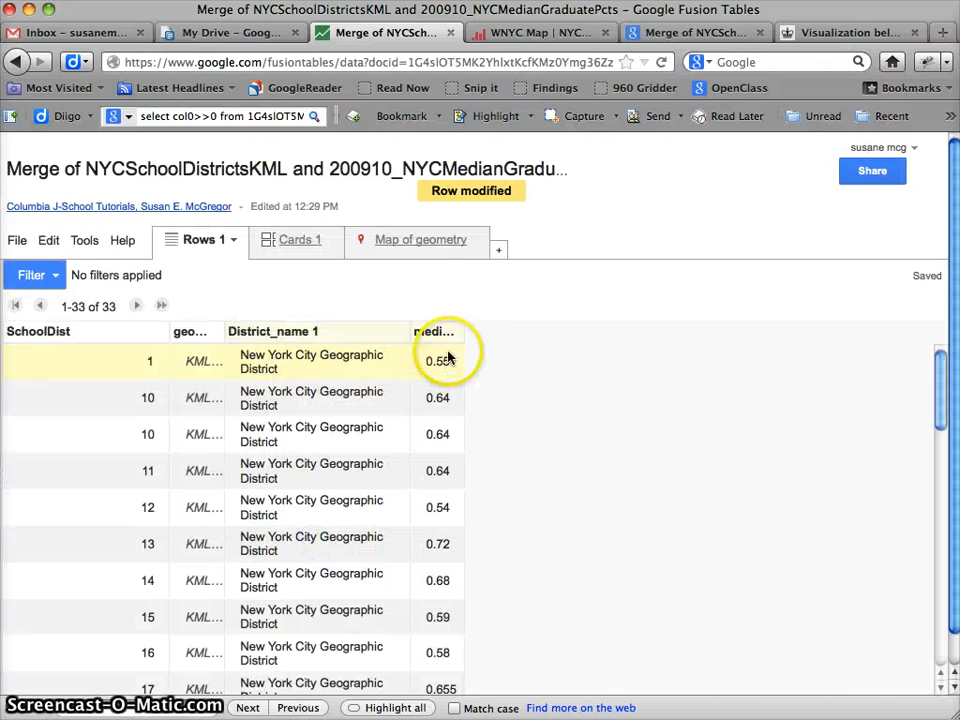 Merge of NYCSchoolDistrictsKML and 200910_NYCMedianGraduatePcts - Google Fusion Tables
Inbox – susanem... × My Drive – Goog... × Merge of NYCSch... × WNYC Map | NYC... × Merge of NYCSch... × Visualization bel... × +
https://www.google.com/fusiontables/data?docid=1G4slOT5MK2YhlxtKcfKMz0Ymg36Zz Google
Most Visited Latest Headlines GoogleReader Read Now Snip it Findings 960 Gridder OpenClass Bookmarks
Diigo select col0>>0 from 1G4slOT5M Bookmark Highlight Capture Send Read Later Unread Recent
susane mcg
Merge of NYCSchoolDistrictsKML and 200910_NYCMedianGradu...
Share
Row modified
Columbia J-School Tutorials, Susan E. McGregor - Edited at 12:29 PM
File Edit Tools Help Rows 1 Cards 1 Map of geometry +
Filter No filters applied Saved
1-33 of 33
SchoolDist geo... District_name 1 medi...
1 KML... New York City Geographic District 0.55
10 KML... New York City Geographic District 0.64
10 KML... New York City Geographic District 0.64
11 KML... New York City Geographic District 0.64
12 KML... New York City Geographic District 0.54
13 KML... New York City Geographic District 0.72
14 KML... New York City Geographic District 0.68
15 KML... New York City Geographic District 0.59
16 KML... New York City Geographic District 0.58
17 KML... New York City Geographic 0.655
Screencast-O-Matic.com Next Previous Highlight all Match case Find more on the web